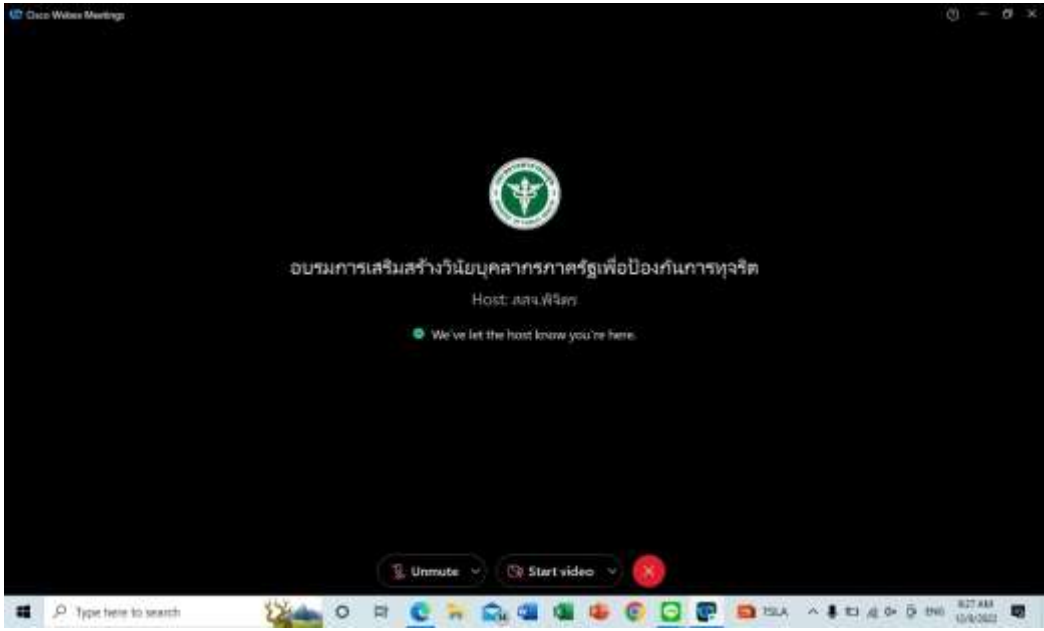 Cisco Webex Meetings
อบรมการเสริมสร้างวินัยบุคลากรภาครัฐเพื่อป้องกันการทุจริต
Host: สสจ.พิจิตร
We've let the host know you're here.
Unmute
Start video
Type here to search
TSLA
ENG
8:27 AM